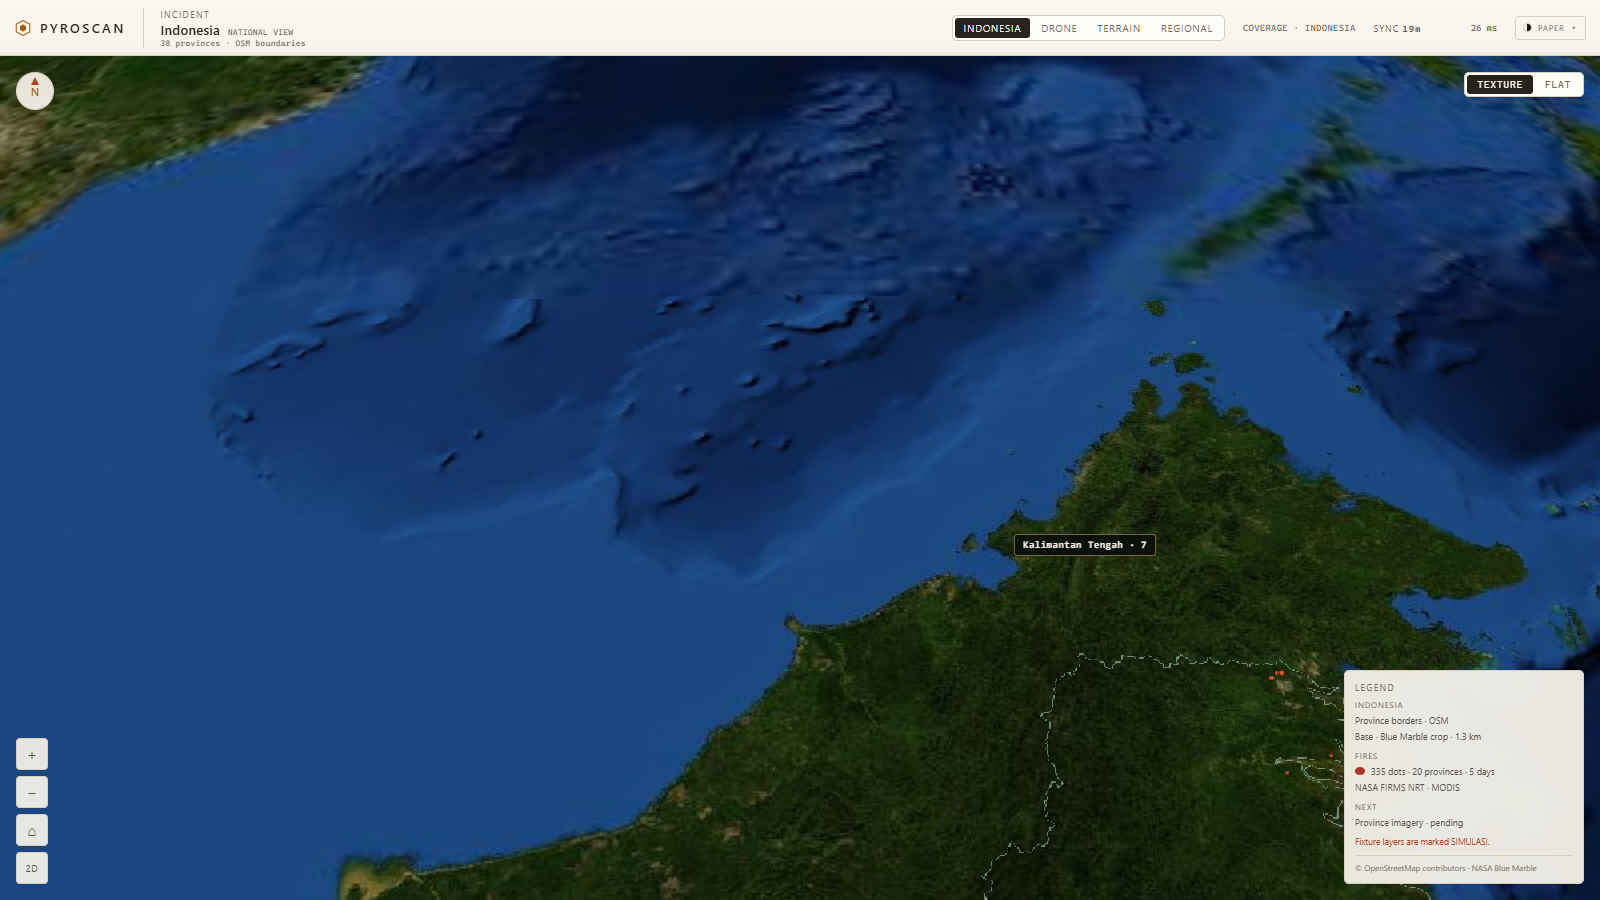 PYROSCAN
INCIDENT
Indonesia NATIONAL VIEW
38 provinces · OSM boundaries
INDONESIA DRONE TERRAIN REGIONAL
COVERAGE · INDONESIA
SYNC 19m
26 ms
PAPER
N
TEXTURE FLAT
Kalimantan Tengah · 7
+
−
⌂
2D
LEGEND
INDONESIA
Province borders · OSM
Base · Blue Marble crop · 1.3 km
FIRES
335 dots · 20 provinces · 5 days
NASA FIRMS NRT · MODIS
NEXT
Province imagery · pending
Fixture layers are marked SIMULASI.
© OpenStreetMap contributors · NASA Blue Marble